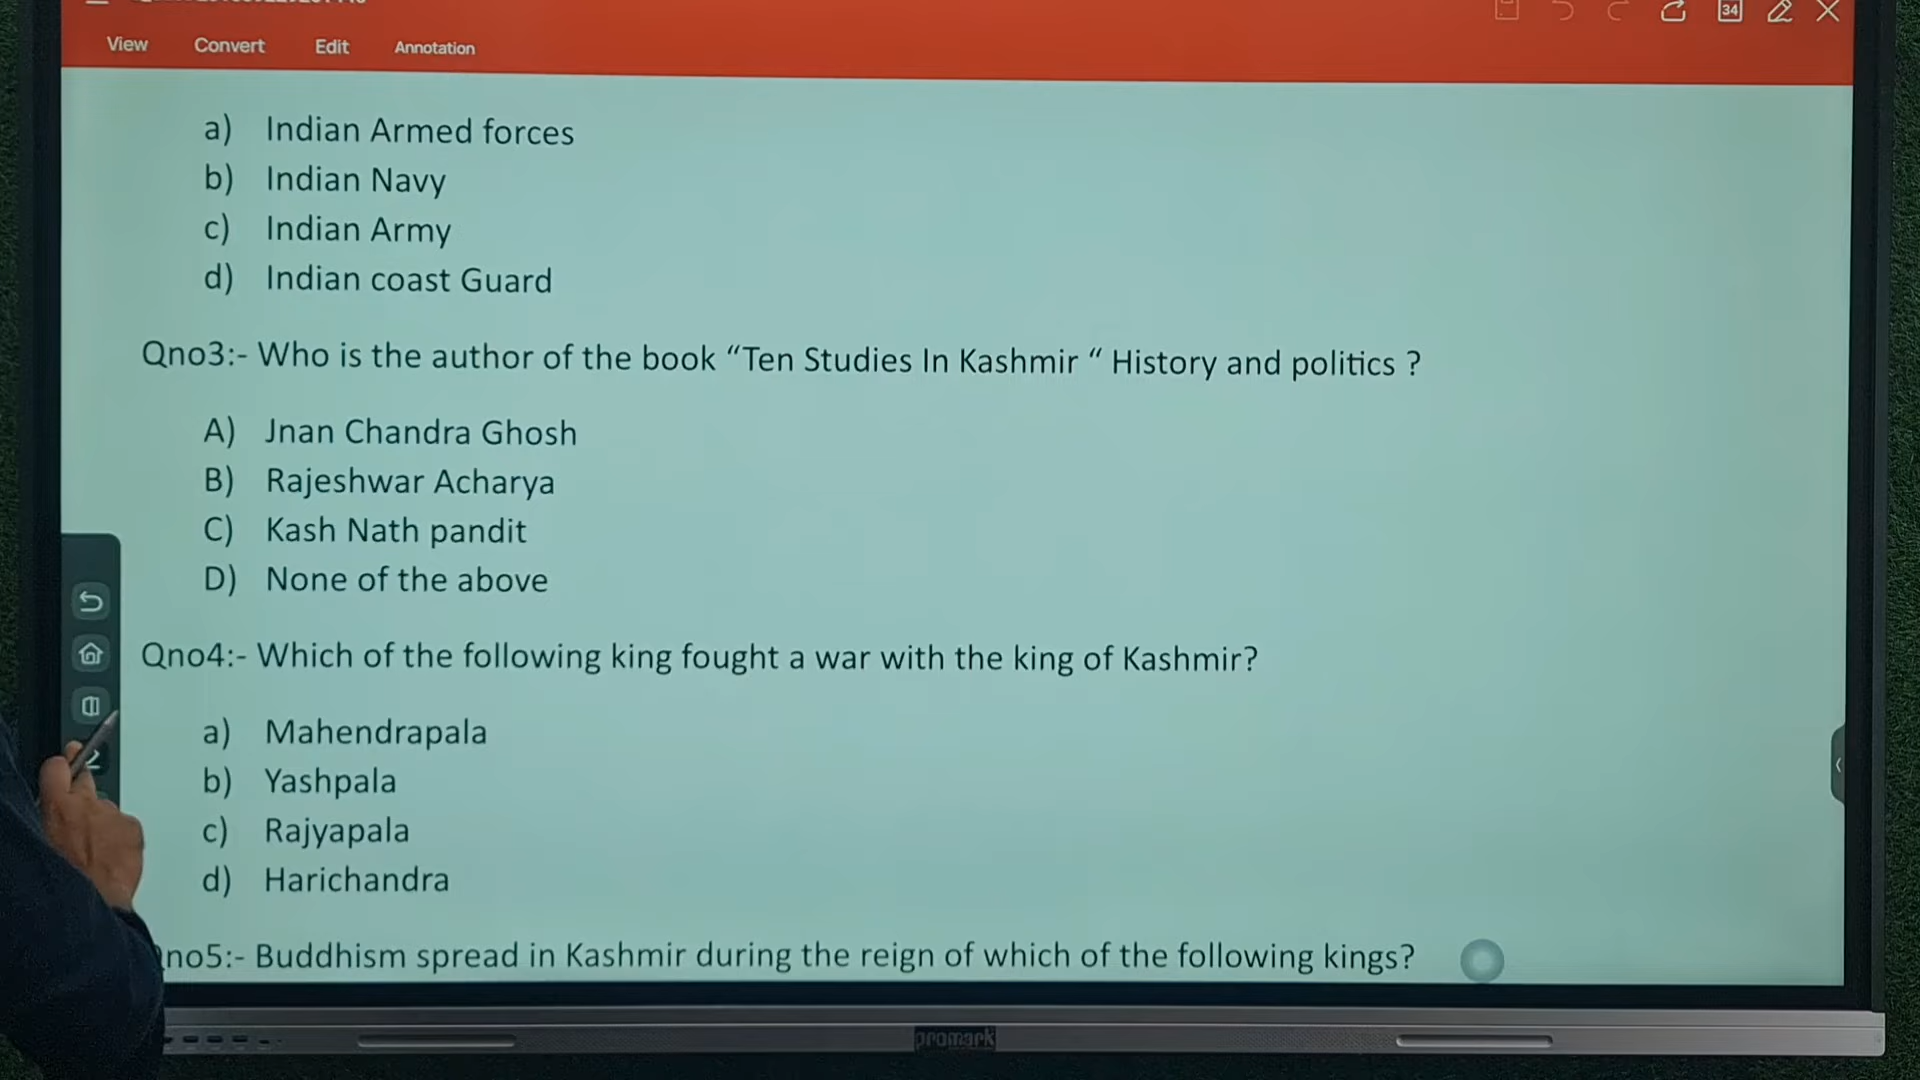 34
View Convert Edit Annotation
a) Indian Armed forces
b) Indian Navy
c) Indian Army
d) Indian coast Guard
Qno3:- Who is the author of the book “Ten Studies In Kashmir “ History and politics ?
A) Jnan Chandra Ghosh
B) Rajeshwar Acharya
C) Kash Nath pandit
D) None of the above
Qno4:- Which of the following king fought a war with the king of Kashmir?
a) Mahendrapala
b) Yashpala
c) Rajyapala
d) Harichandra
no5:- Buddhism spread in Kashmir during the reign of which of the following kings?
promark